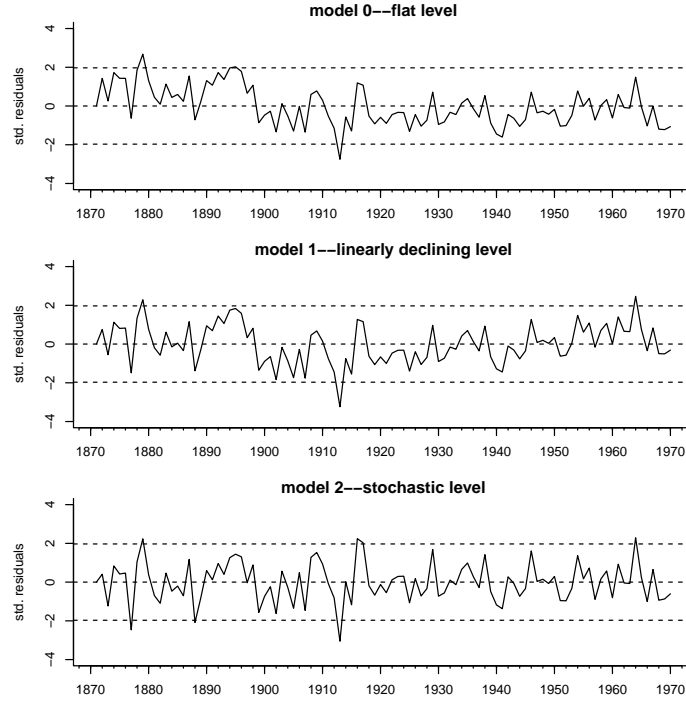 model 0−−flat level
std. residuals
4
2
0
−2
−4
1870 1880 1890 1900 1910 1920 1930 1940 1950 1960 1970
model 1−−linearly declining level
std. residuals
4
2
0
−2
−4
1870 1880 1890 1900 1910 1920 1930 1940 1950 1960 1970
model 2−−stochastic level
std. residuals
4
2
0
−2
−4
1870 1880 1890 1900 1910 1920 1930 1940 1950 1960 1970